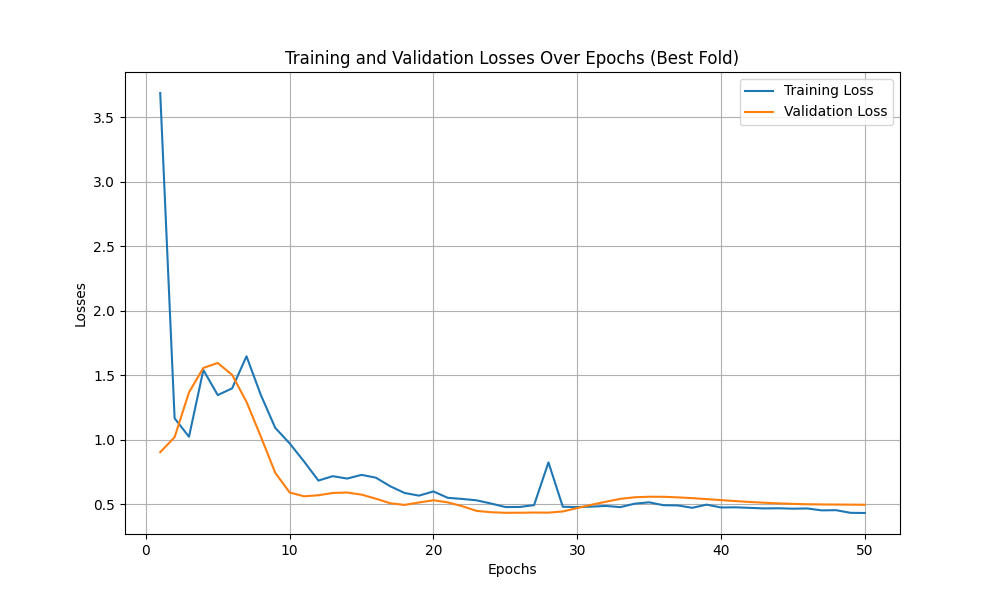 Training and Validation Losses Over Epochs (Best Fold)
Training Loss
Validation Loss
3.5
3.0
2.5
2.0
1.5
1.0
0.5
Losses
0 10 20 30 40 50
Epochs